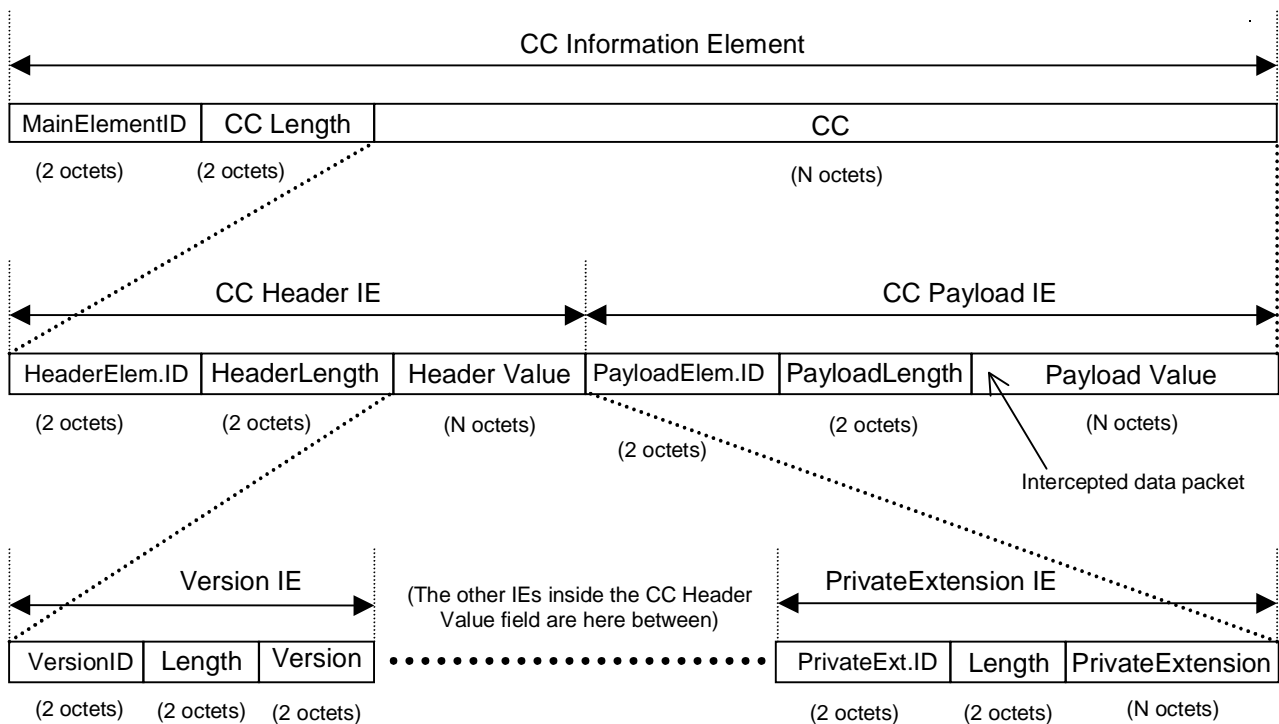 CC Information Element
MainElementID CC Length CC
(2 octets) (2 octets) (N octets)
CC Header IE CC Payload IE
HeaderElem.ID HeaderLength Header Value PayloadElem.ID PayloadLength Payload Value
(2 octets) (2 octets) (N octets) (2 octets) (2 octets) (N octets)
Intercepted data packet
Version IE (The other IEs inside the CC Header PrivateExtension IE
Value field are here between)
VersionID Length Version PrivateExt.ID Length PrivateExtension
(2 octets) (2 octets) (2 octets) (2 octets) (2 octets) (N octets)